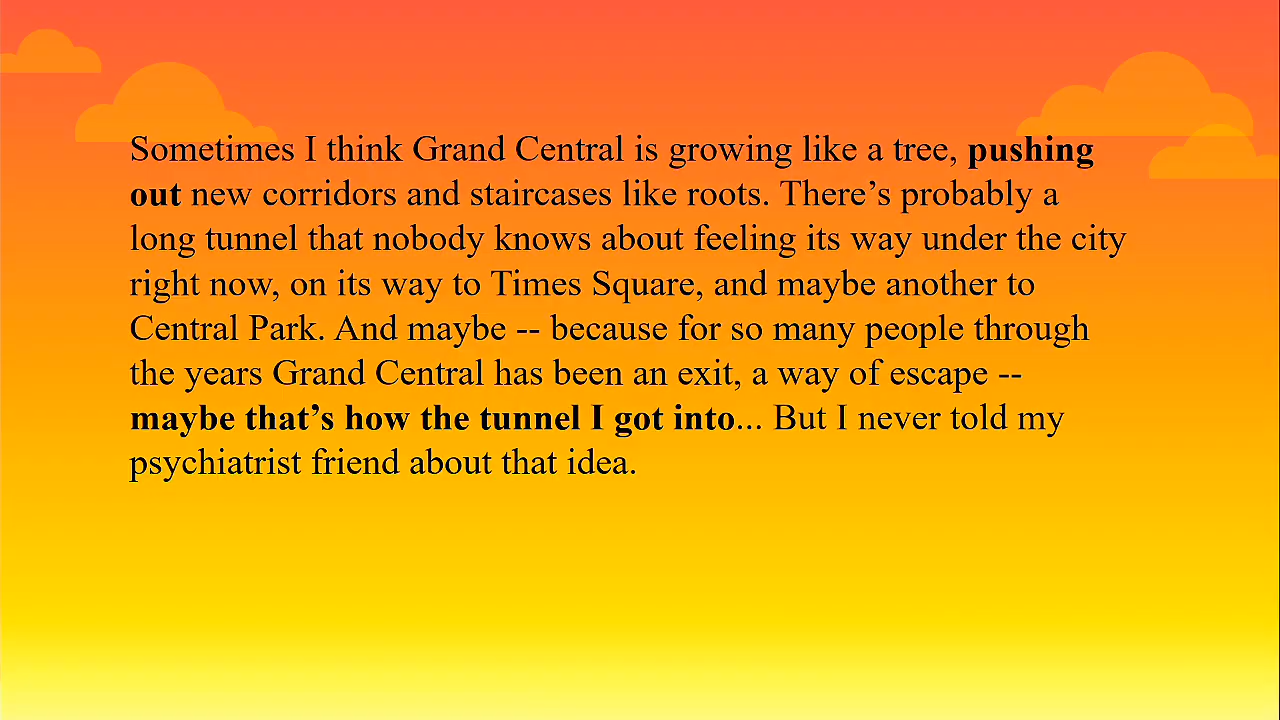 Sometimes I think Grand Central is growing like a tree, pushing
out new corridors and staircases like roots. There’s probably a
long tunnel that nobody knows about feeling its way under the city
right now, on its way to Times Square, and maybe another to
Central Park. And maybe -- because for so many people through
the years Grand Central has been an exit, a way of escape --
maybe that’s how the tunnel I got into... But I never told my
psychiatrist friend about that idea.